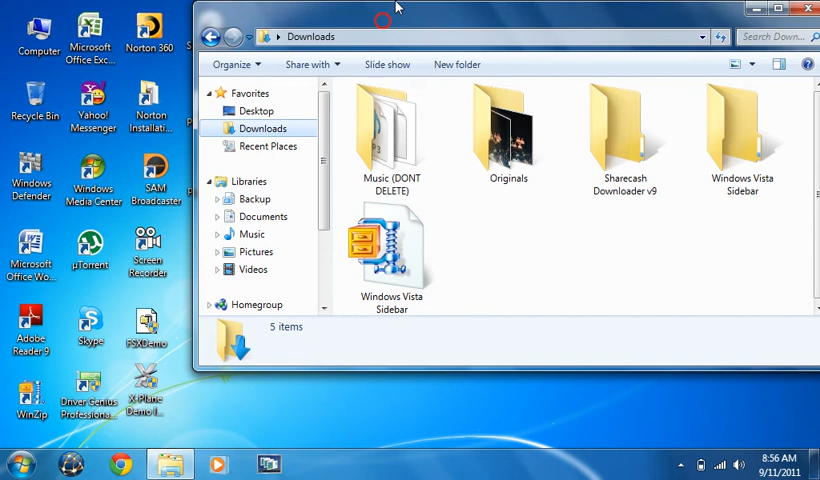 Computer
Microsoft
Office Exc...
Norton 360
Recycle Bin
Yahoo!
Messenger
Norton
Installati...
Windows
Defender
Windows
Media Center
SAM
Broadcaster
Microsoft
Office Wo...
µTorrent
Screen
Recorder
Adobe
Reader 9
Skype
FSXDemo
WinZip
Driver Genius
Professiona...
X-Plane
Demo I...
Downloads
Search Down...
Organize
Share with
Slide show
New folder
Favorites
Desktop
Downloads
Recent Places
Libraries
Backup
Documents
Music
Pictures
Videos
Homegroup
Music (DONT
DELETE)
Originals
Sharecash
Downloader v9
Windows Vista
Sidebar
Windows Vista
Sidebar
5 items
8:56 AM
9/11/2011